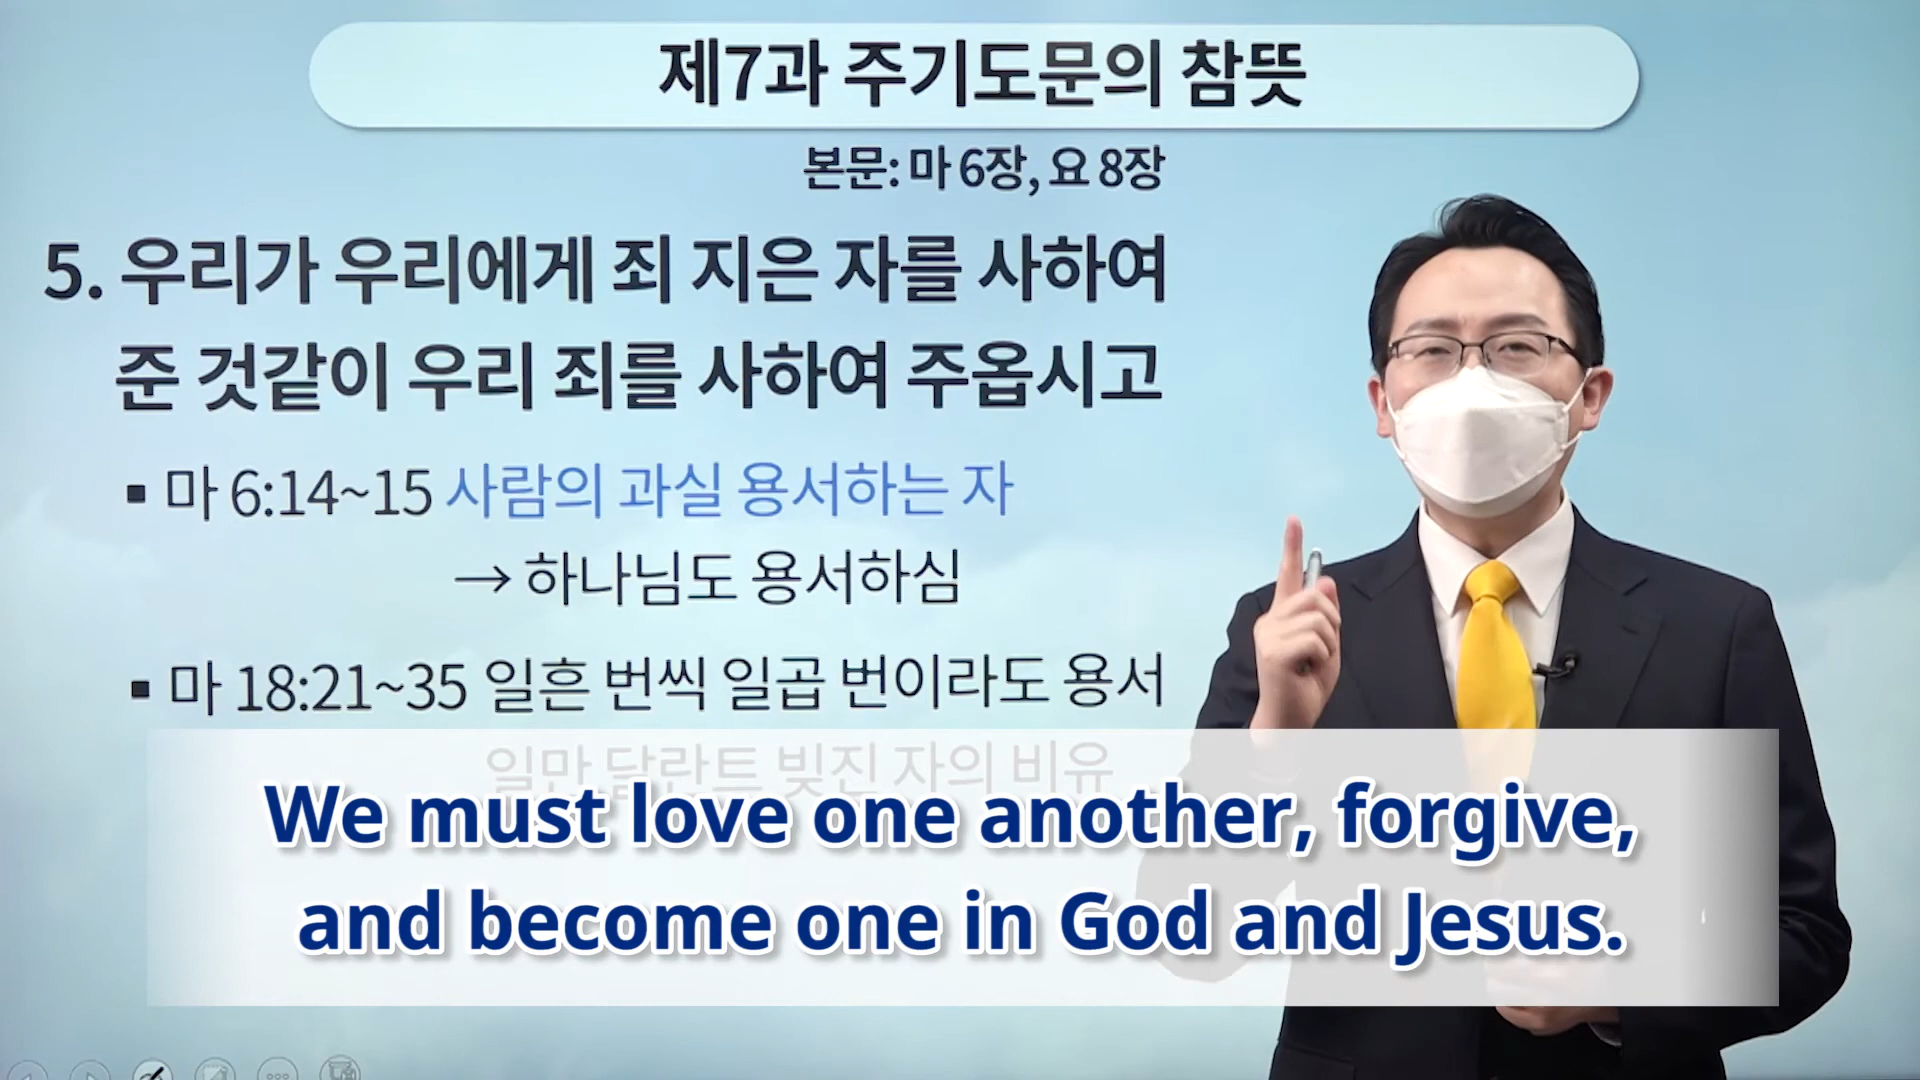 제7과 주기도문의 참뜻
본문: 마 6장, 요 8장
5. 우리가 우리에게 죄 지은 자를 사하여
준 것같이 우리 죄를 사하여 주옵시고
▪ 마 6:14~15 사람의 과실 용서하는 자
→ 하나님도 용서하심
▪ 마 18:21~35 일흔 번씩 일곱 번이라도 용서
일만 달란트 빚진 자의 비유
We must love one another, forgive,
and become one in God and Jesus.